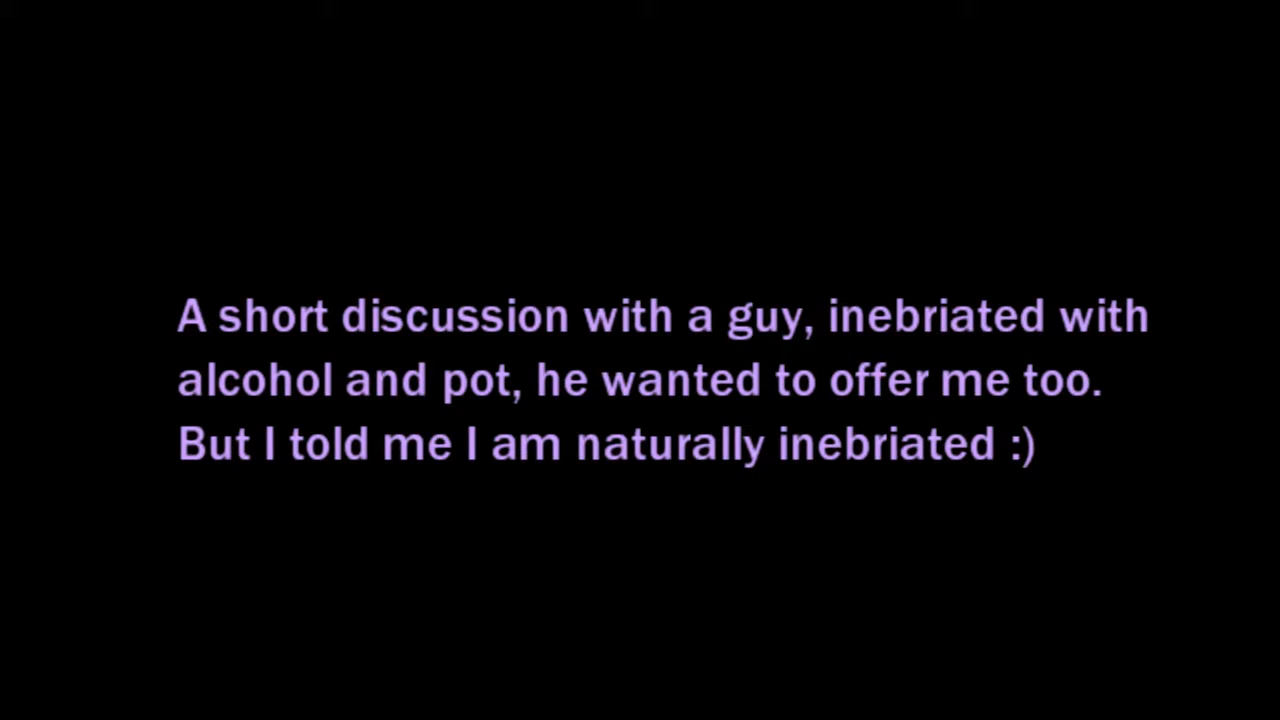 A short discussion with a guy, inebriated with
alcohol and pot, he wanted to offer me too.
But I told me I am naturally inebriated :)